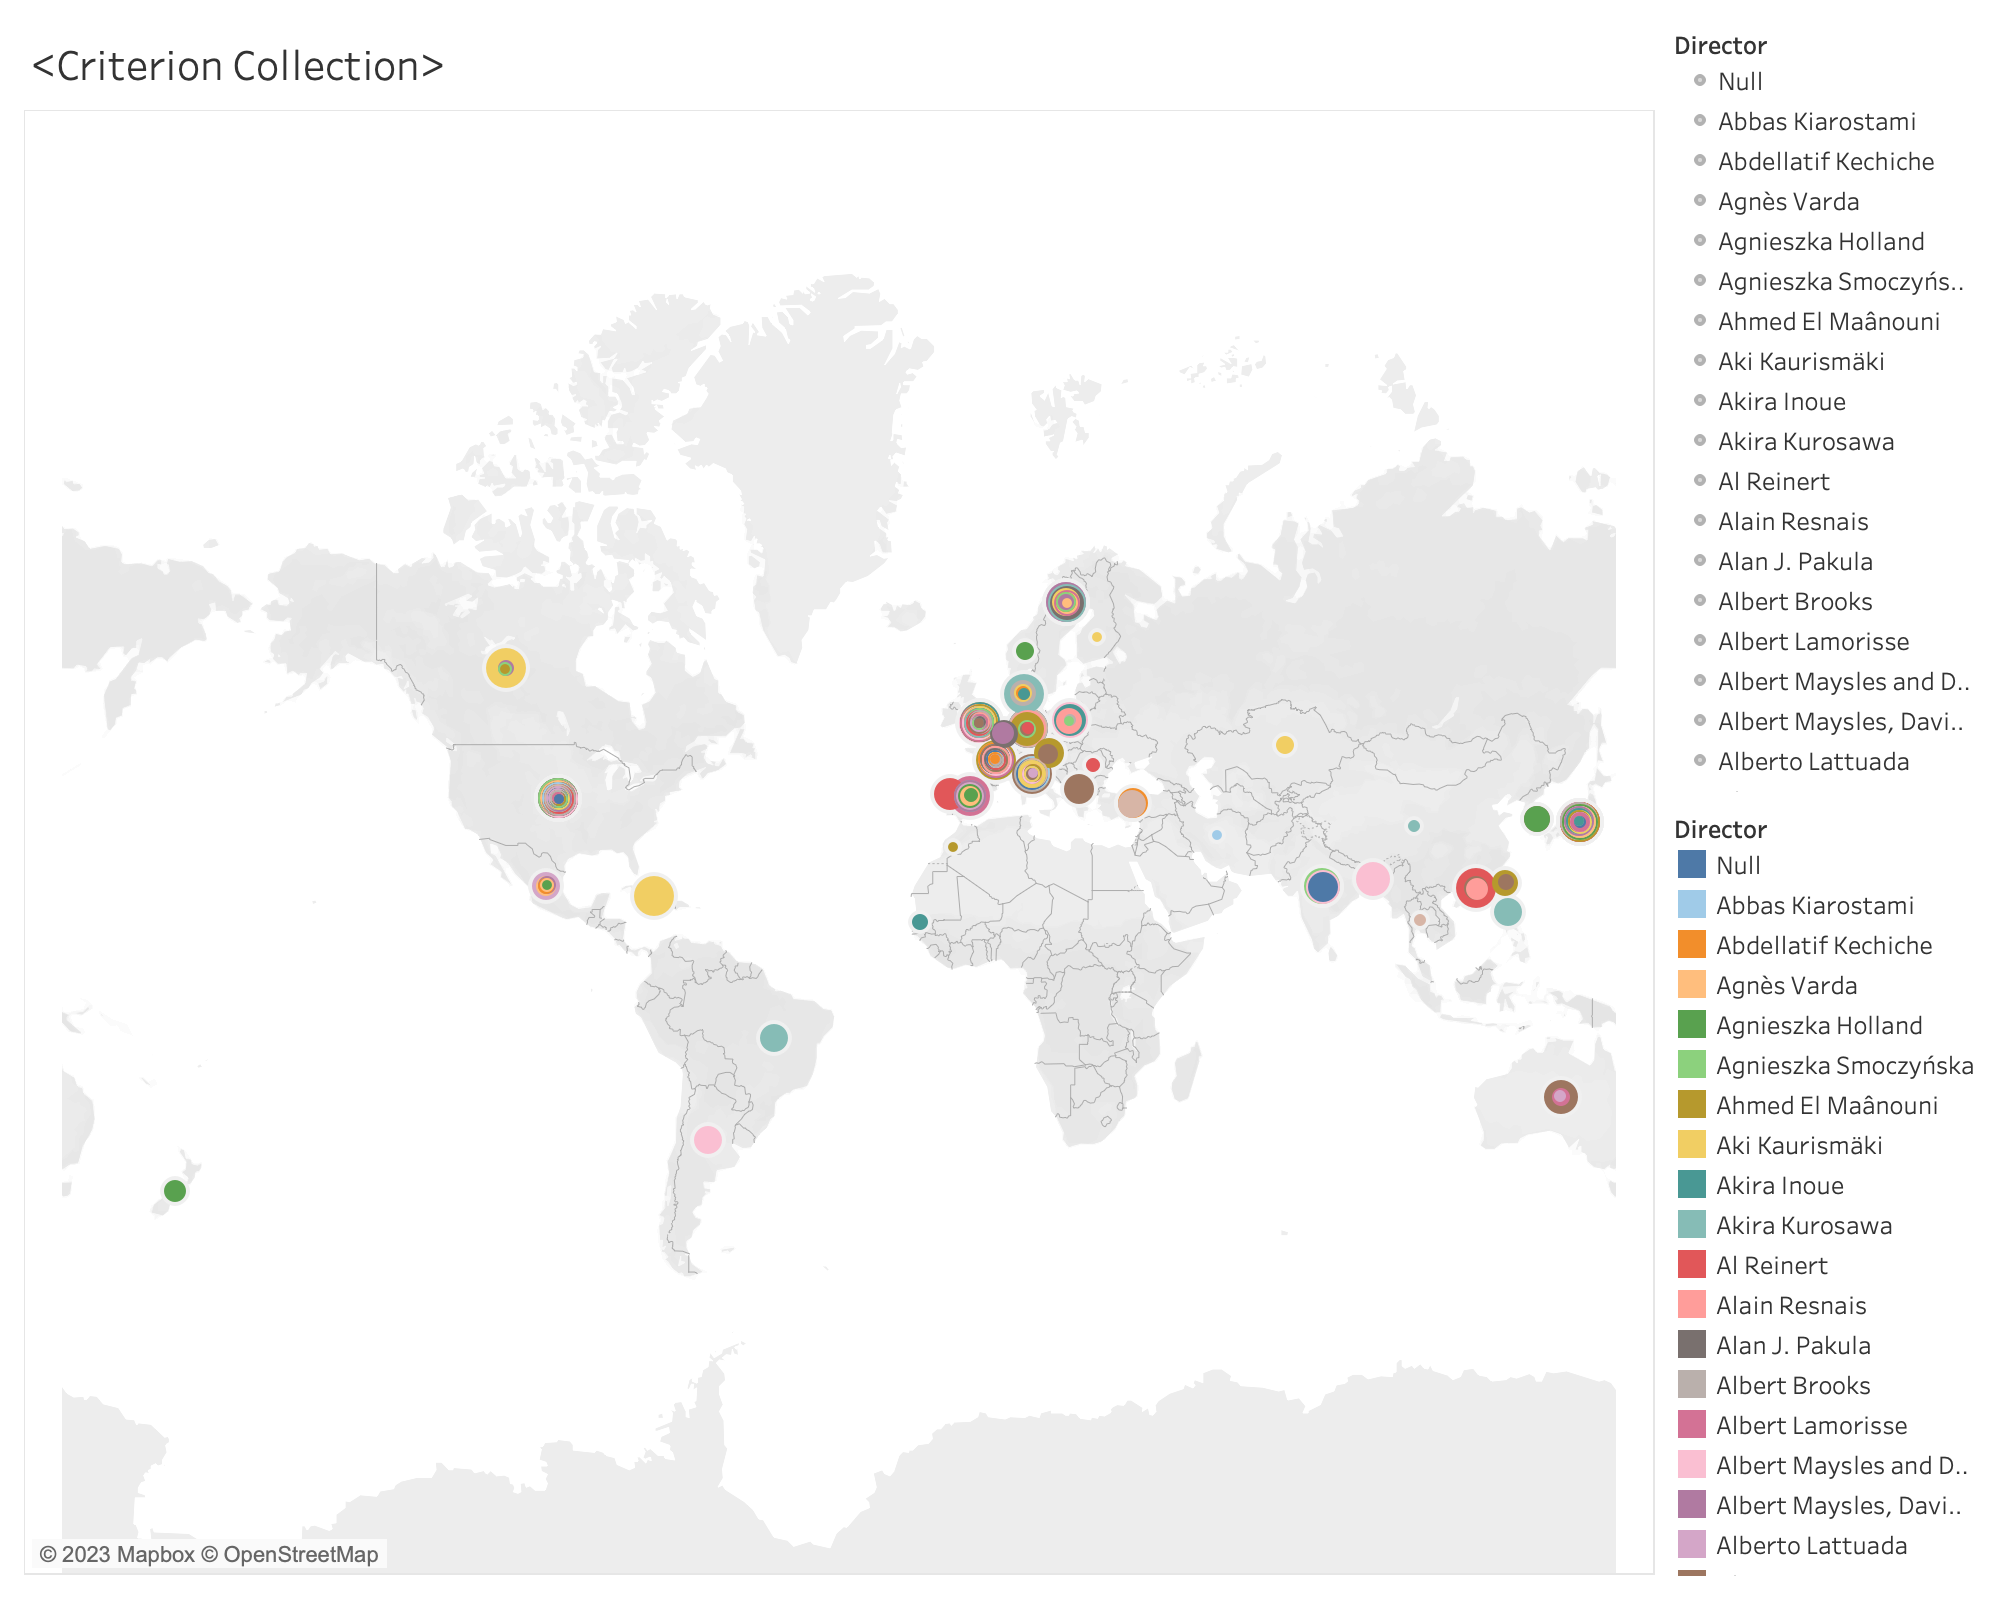 <Criterion Collection>
Director
Null
Abbas Kiarostami
Abdellatif Kechiche
Agnès Varda
Agnieszka Holland
Agnieszka Smoczyńs..
Ahmed El Maânouni
Aki Kaurismäki
Akira Inoue
Akira Kurosawa
Al Reinert
Alain Resnais
Alan J. Pakula
Albert Brooks
Albert Lamorisse
Albert Maysles and D..
Albert Maysles, Davi..
Alberto Lattuada
Director
Null
Abbas Kiarostami
Abdellatif Kechiche
Agnès Varda
Agnieszka Holland
Agnieszka Smoczyńska
Ahmed El Maânouni
Aki Kaurismäki
Akira Inoue
Akira Kurosawa
Al Reinert
Alain Resnais
Alan J. Pakula
Albert Brooks
Albert Lamorisse
Albert Maysles and D..
Albert Maysles, Davi..
Alberto Lattuada
© 2023 Mapbox © OpenStreetMap